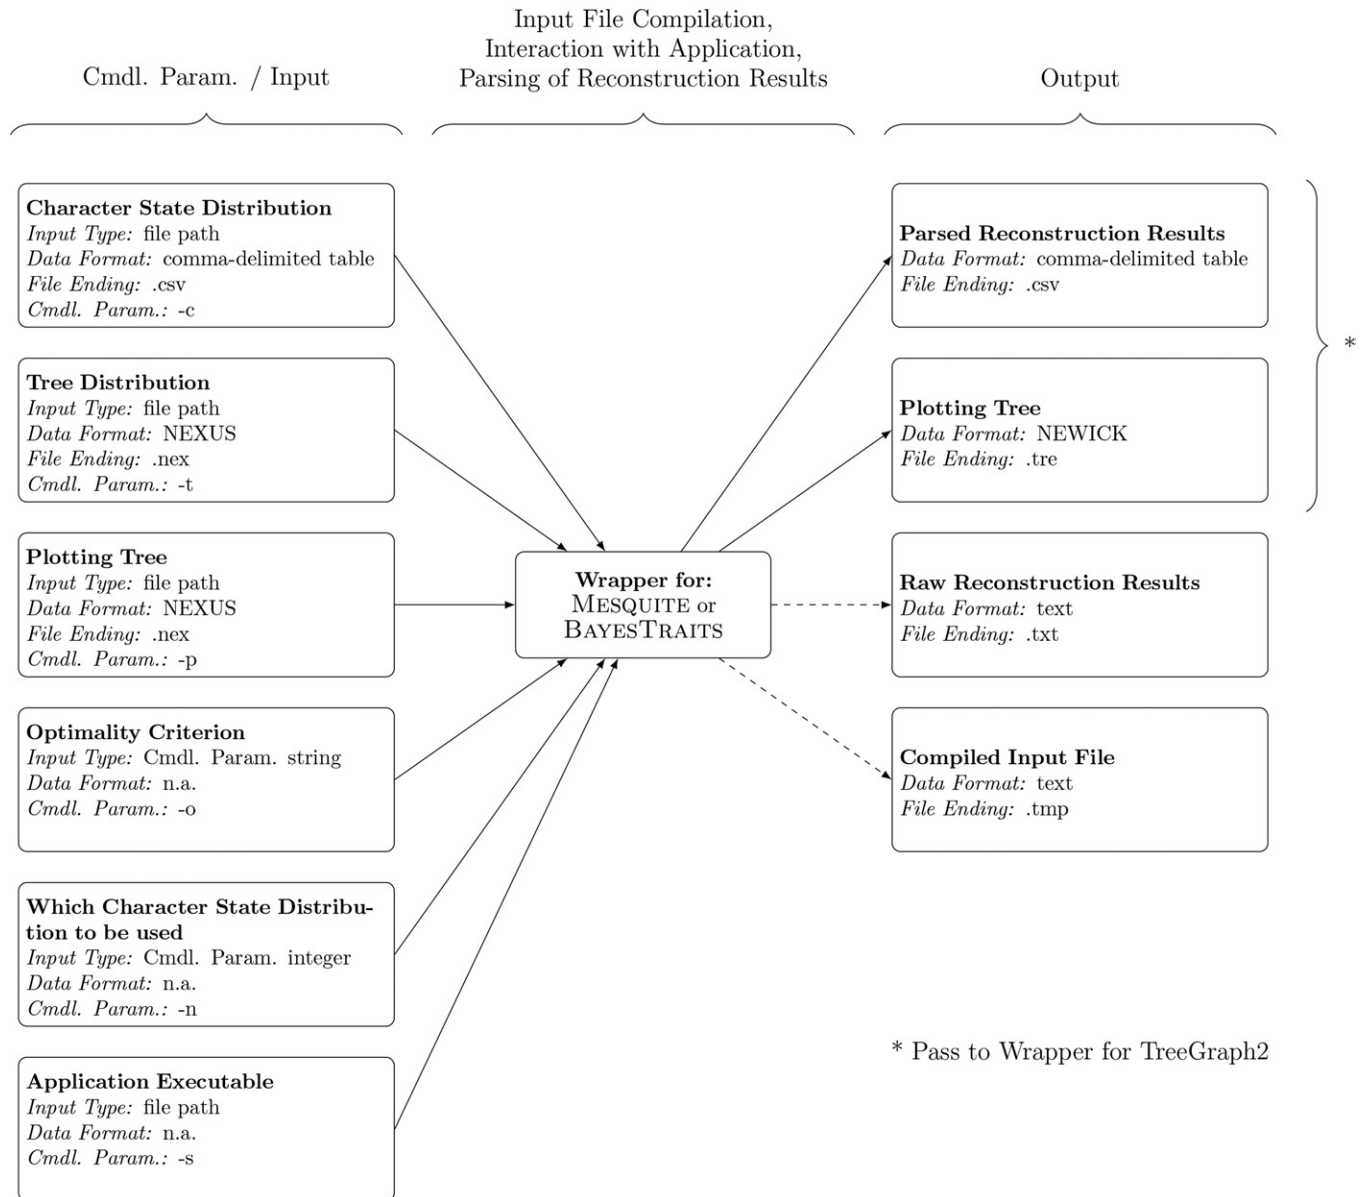 Cmdl. Param. / Input
Input File Compilation,
Interaction with Application,
Parsing of Reconstruction Results
Output
Character State Distribution
Input Type: file path
Data Format: comma-delimited table
File Ending: .csv
Cmdl. Param.: -c
Tree Distribution
Input Type: file path
Data Format: NEXUS
File Ending: .nex
Cmdl. Param.: -t
Plotting Tree
Input Type: file path
Data Format: NEXUS
File Ending: .nex
Cmdl. Param.: -p
Optimality Criterion
Input Type: Cmdl. Param. string
Data Format: n.a.
Cmdl. Param.: -o
Which Character State Distribu-
tion to be used
Input Type: Cmdl. Param. integer
Data Format: n.a.
Cmdl. Param.: -n
Application Executable
Input Type: file path
Data Format: n.a.
Cmdl. Param.: -s
Wrapper for:
MESQUITE or
BAYESTRAITS
Parsed Reconstruction Results
Data Format: comma-delimited table
File Ending: .csv
Plotting Tree
Data Format: NEWICK
File Ending: .tre
*
Raw Reconstruction Results
Data Format: text
File Ending: .txt
Compiled Input File
Data Format: text
File Ending: .tmp
* Pass to Wrapper for TreeGraph2